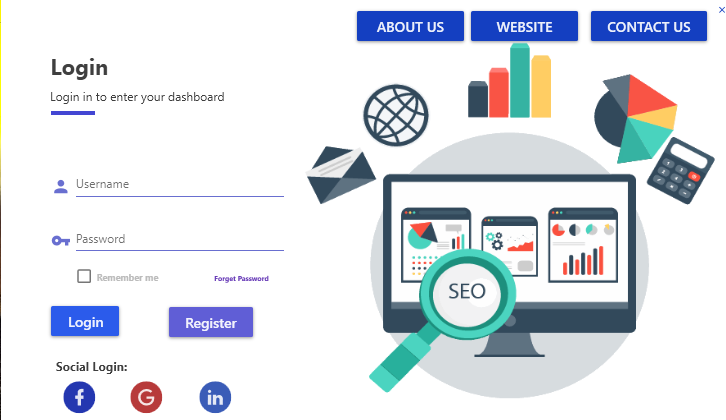 ABOUT US WEBSITE CONTACT US
Login
Login in to enter your dashboard
Username
Password
Remember me Forget Password
Login Register
Social Login:
f G in
SEO